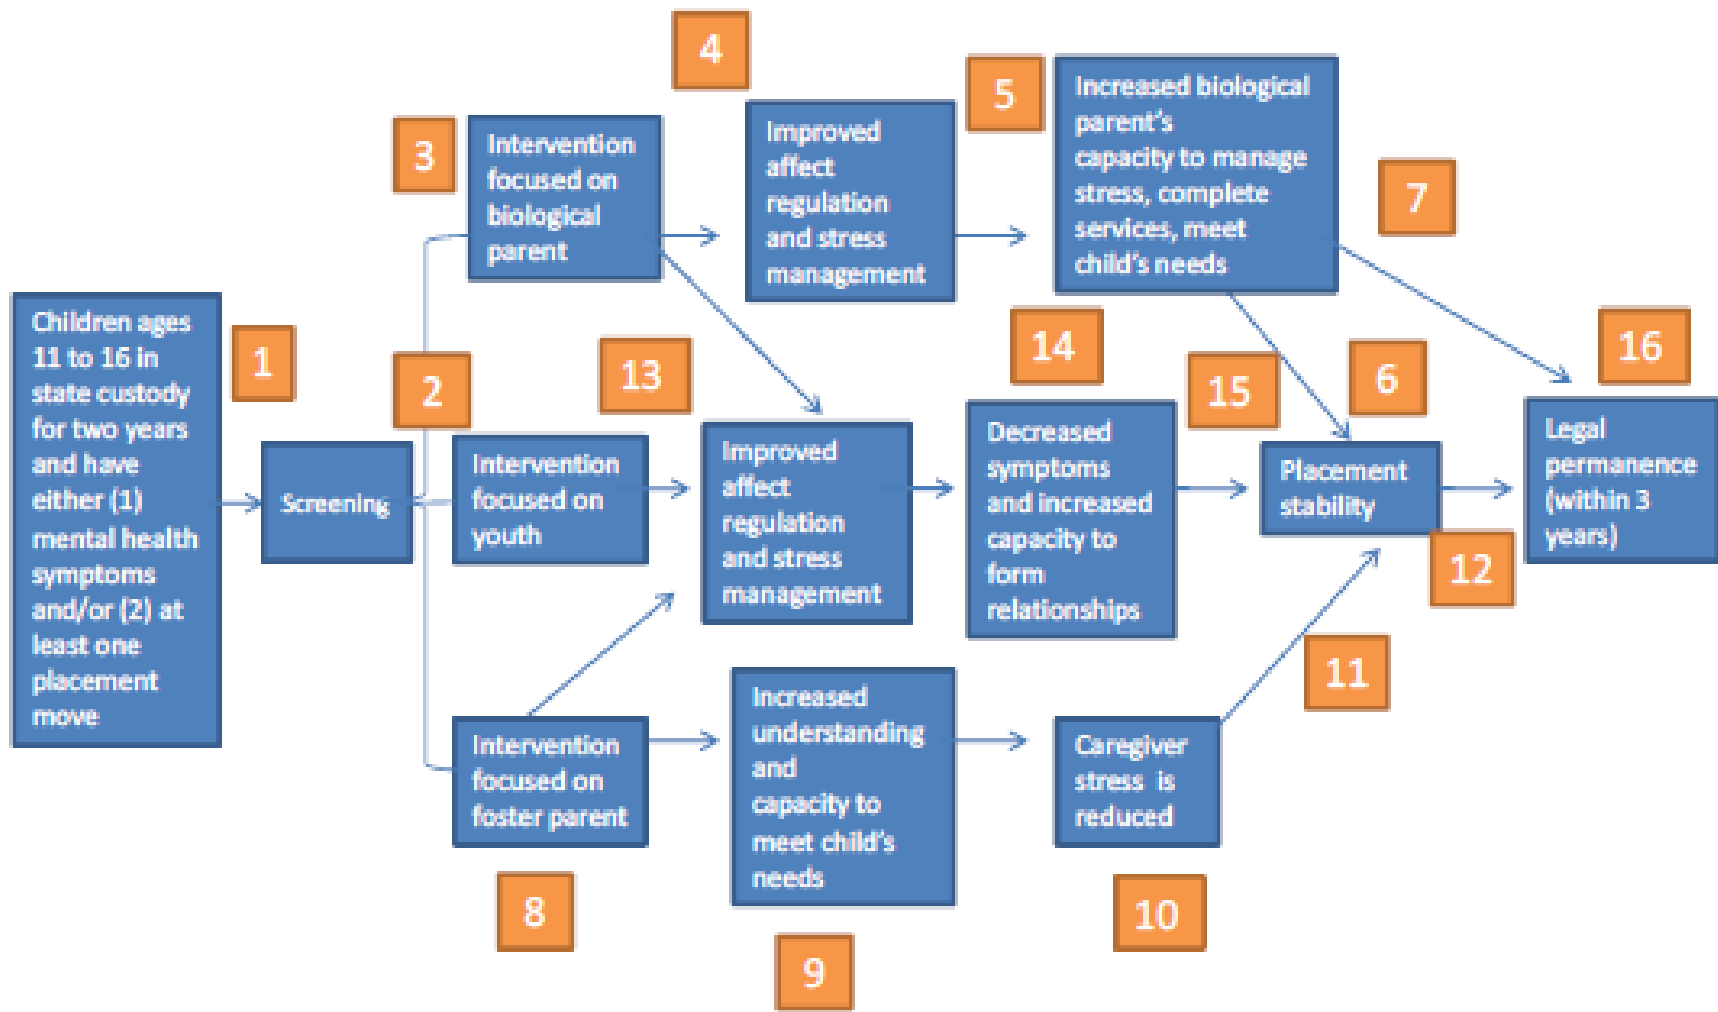 4
5
Increased biological
parent's
capacity to manage
stress, complete
services, meet
child's needs
3
Intervention
focused on
biological
parent
Improved
affect
regulation
and stress
management
7
Children ages
11 to 16 in
state custody
for two years
and have
either (1)
mental health
symptoms
and/or (2) at
least one
placement
move
1
2
13
14
15
6
16
Screening
Intervention
focused on
youth
Improved
affect
regulation
and stress
management
Decreased
symptoms
and increased
capacity to
form
relationships
Placement
stability
Legal
permanence
(within 3
years)
12
11
Intervention
focused on
foster parent
Increased
understanding
and
capacity to
meet child's
needs
Caregiver
stress is
reduced
8
9
10